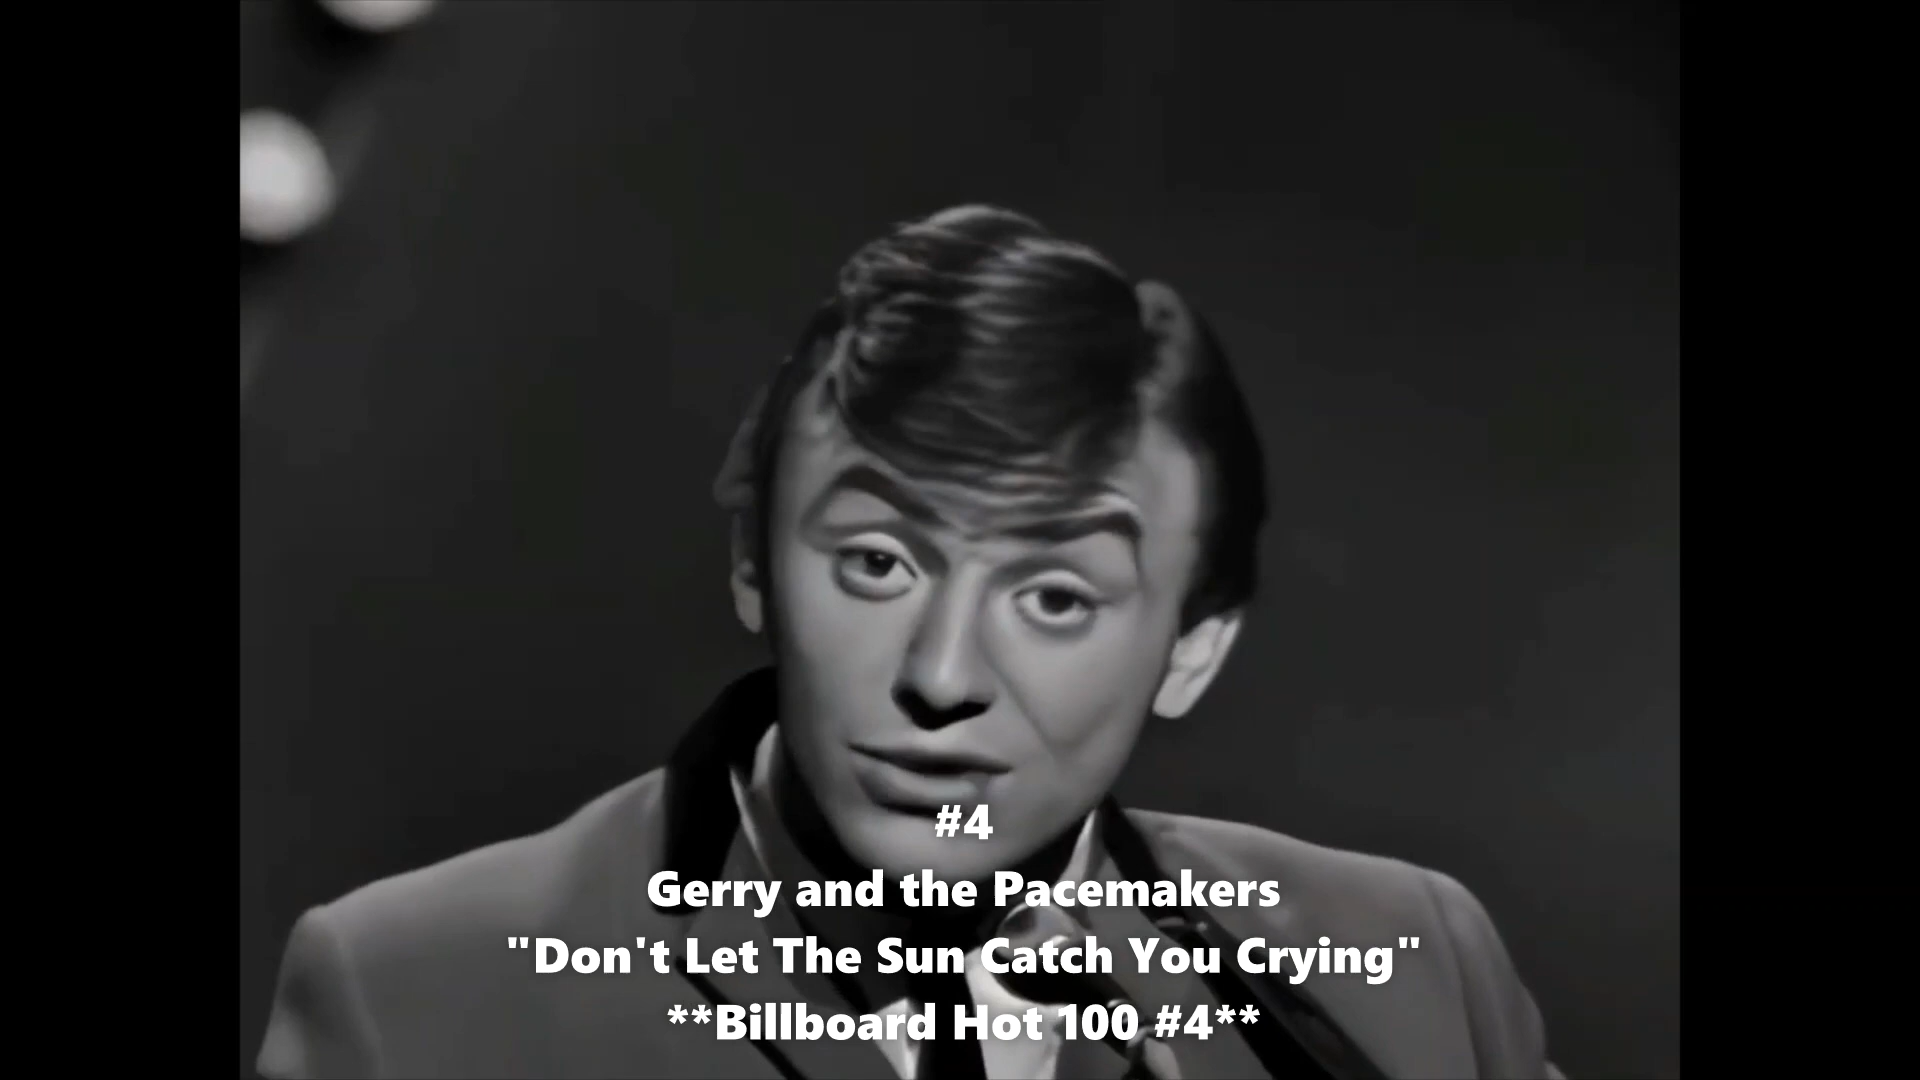 #4
Gerry and the Pacemakers
"Don't Let The Sun Catch You Crying"
**Billboard Hot 100 #4**